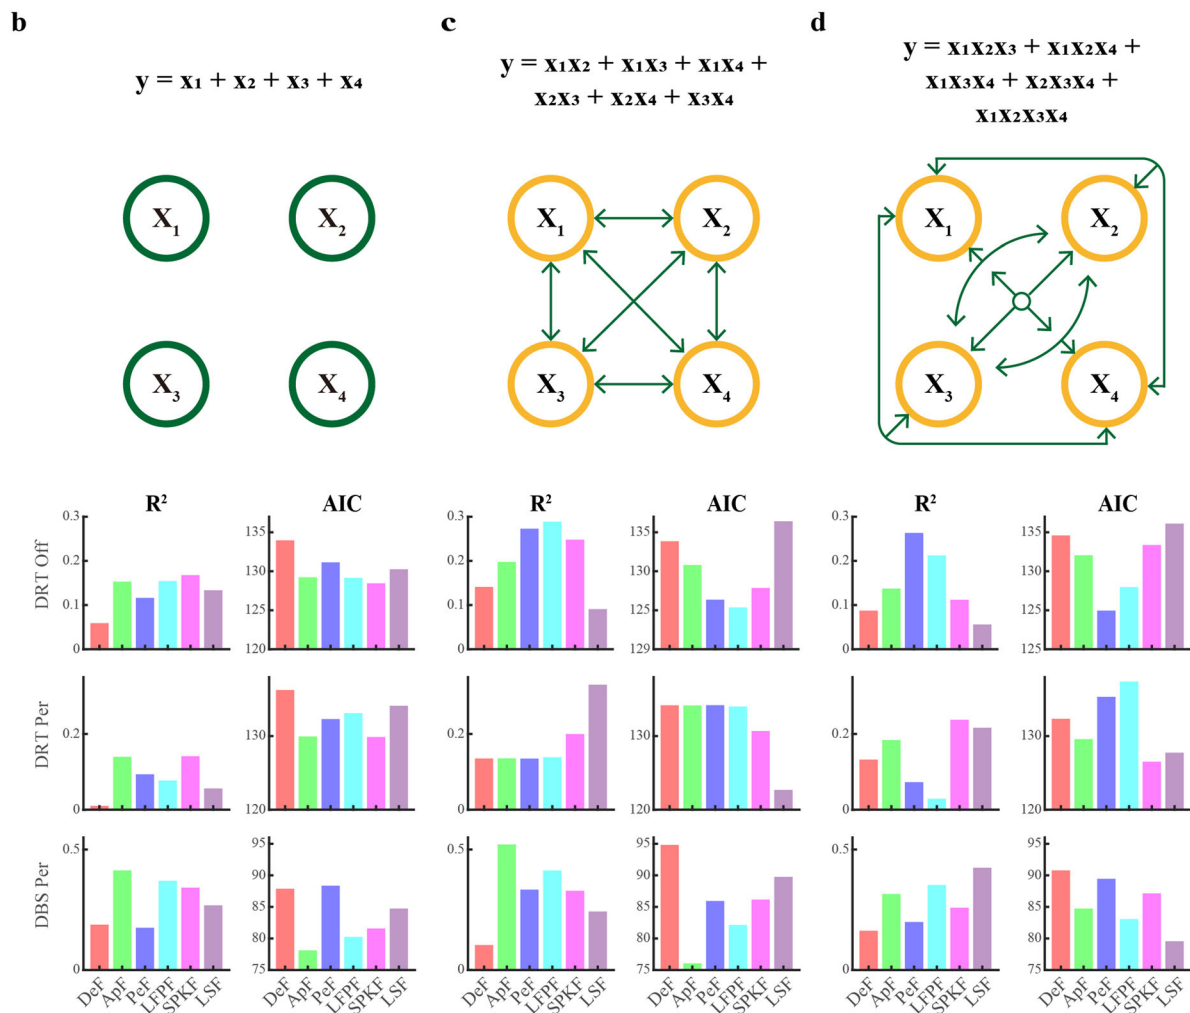 b
c
d
y = x₁ + x₂ + x₃ + x₄
y = x₁x₂ + x₁x₃ + x₁x₄ +
x₂x₃ + x₂x₄ + x₃x₄
y = x₁x₂x₃ + x₁x₂x₄ +
x₁x₃x₄ + x₂x₃x₄ +
x₁x₂x₃x₄
X₁ X₂
X₃ X₄
X₁ X₂
X₃ X₄
X₁ X₂
X₃ X₄
R² AIC R² AIC R² AIC
DRT Off
0.3
0.2
0.1
0
135
130
125
120
0.3
0.2
0.1
0
135
130
125
129
0.3
0.2
0.1
0
135
130
125
125
DRT Per
0.2
0
130
120
0.2
0
130
120
0.2
0
130
120
DBS Per
0.5
0
95
90
85
80
75
0.5
0
95
90
85
80
75
0.5
0
95
90
85
80
75
DeF ApF PeF LFPF SPKF LSF
DeF ApF PeF LFPF SPKF LSF
DeF ApF PeF LFPF SPKF LSF
DeF ApF PeF LFPF SPKF LSF
DeF ApF PeF LFPF SPKF LSF
DeF ApF PeF LFPF SPKF LSF